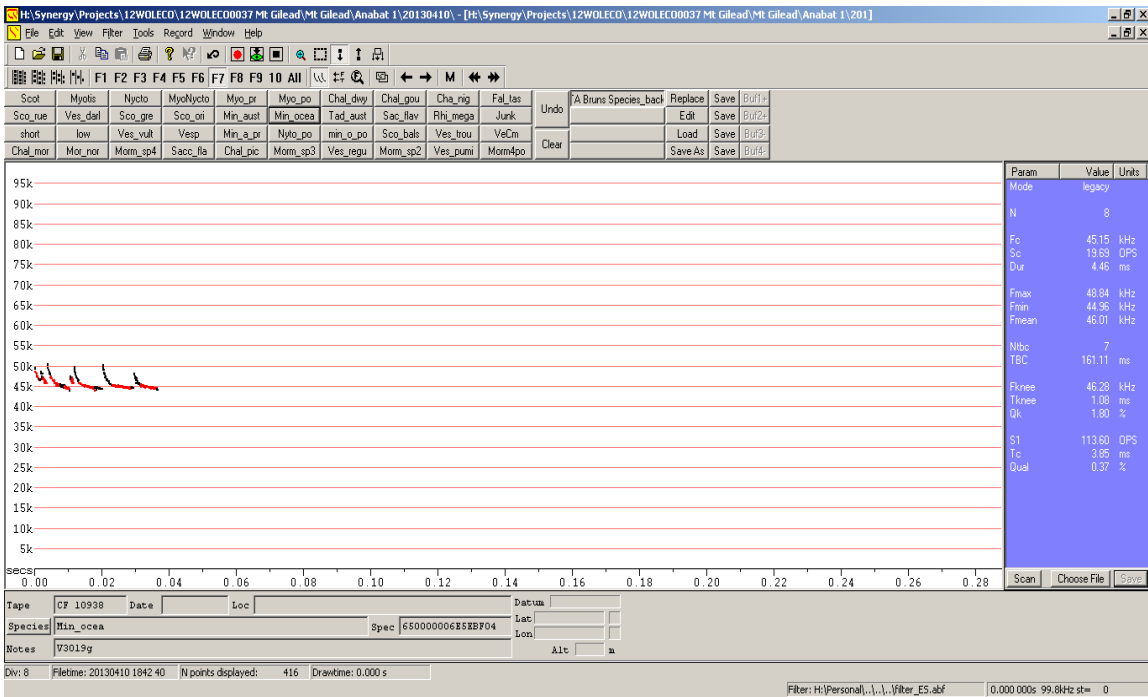 H:\Synergy\Projects\12WOLECO\12WOLECO0037 Mt Gilead\Mt Gilead\Anabat 1\20130410\ - [H:\Synergy\Projects\12WOLECO\12WOLECO0037 Mt Gilead\Mt Gilead\Anabat 1\201]
File Edit View Filter Tools Record Window Help
F1 F2 F3 F4 F5 F6 F7 F8 F9 10 All M
Scot Myotis Nycto MyoNycto Myo_pr Myo_po Chal_dwy Chal_gou Cha_nig Fal_tas
Sco_rue Ves_darl Sco_gre Sco_ori Min_aust Min_ocea Tad_aust Sac_flav Rhi_mega Junk
short low Ves_vult Vesp Min_a_pr Nyto_po min_o_po Sco_bals Ves_trou VeCm
Chal_mor Mor_nor Morm_sp4 Sacc_fla Chal_pic Morm_sp3 Ves_regu Morm_sp2 Ves_pumi Morm4po
Undo
Clear
A Bruns Species_back Replace Save Buf1+
Edit Save Buf2+
Load Save Buf3-
Save As Save Buf4-
95k
90k
85k
80k
75k
70k
65k
60k
55k
50k
45k
40k
35k
30k
25k
20k
15k
10k
5k
secs
0.00 0.02 0.04 0.06 0.08 0.10 0.12 0.14 0.16 0.18 0.20 0.22 0.24 0.26 0.28
Param Value Units
Mode legacy
N 8
Fc 45.15 kHz
Sc 19.69 OPS
Dur 4.46 ms
Fmax 48.84 kHz
Fmin 44.96 kHz
Fmean 46.01 kHz
Ntbc 7
TBC 161.11 ms
Fknee 46.28 kHz
Tknee 1.08 ms
Qk 1.80 %
S1 113.60 OPS
Tc 3.85 ms
Qual 0.37 %
Scan Choose File Save
Tape CF 10938 Date Loc
Species Min_ocea Spec 650000006E5EBF04
Notes V3019g
Datum
Lat
Lon
Alt m
Div: 8 Filetime: 20130410 1842 40 N points displayed: 416 Drawtime: 0.000 s
Filter: H:\Personal\..\..\..\filter_E5.abf 0.000 000s 99.8kHz st= 0